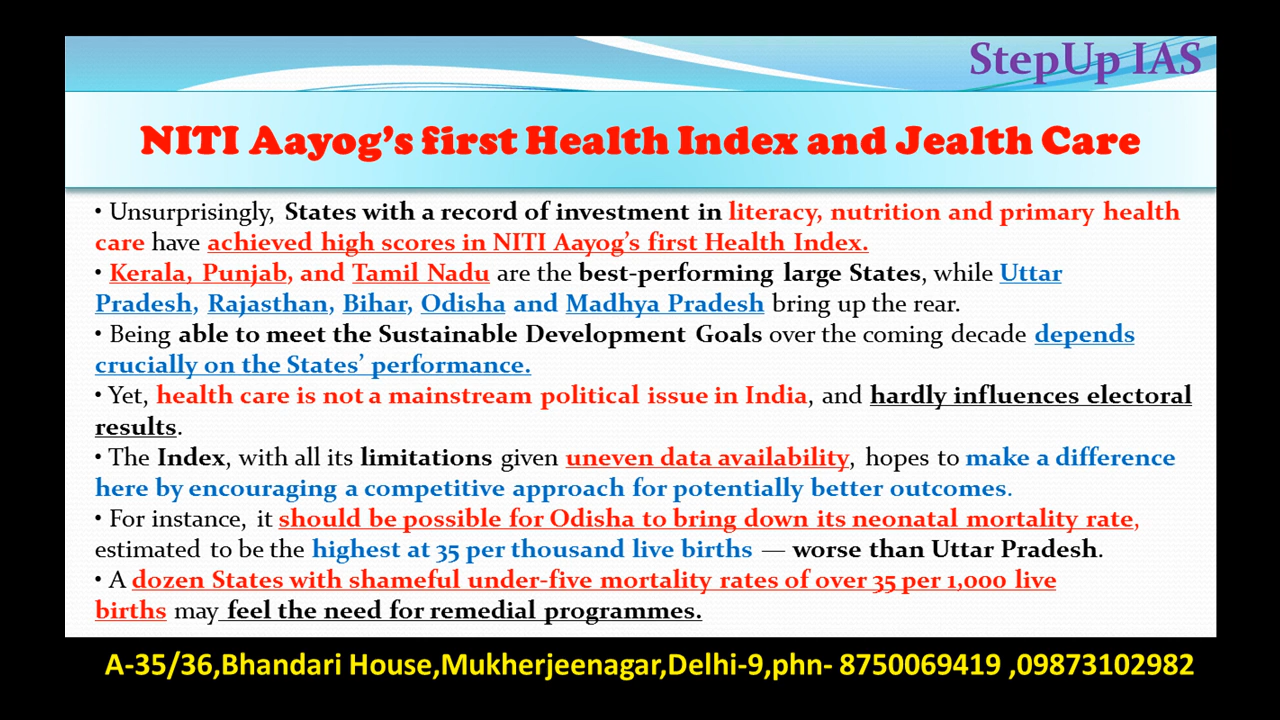 StepUp IAS
NITI Aayog's first Health Index and Jealth Care
• Unsurprisingly, States with a record of investment in literacy, nutrition and primary health
care have achieved high scores in NITI Aayog's first Health Index.
• Kerala, Punjab, and Tamil Nadu are the best-performing large States, while Uttar
Pradesh, Rajasthan, Bihar, Odisha and Madhya Pradesh bring up the rear.
• Being able to meet the Sustainable Development Goals over the coming decade depends
crucially on the States' performance.
• Yet, health care is not a mainstream political issue in India, and hardly influences electoral
results.
• The Index, with all its limitations given uneven data availability, hopes to make a difference
here by encouraging a competitive approach for potentially better outcomes.
• For instance, it should be possible for Odisha to bring down its neonatal mortality rate,
estimated to be the highest at 35 per thousand live births — worse than Uttar Pradesh.
• A dozen States with shameful under-five mortality rates of over 35 per 1,000 live
births may feel the need for remedial programmes.
A-35/36,Bhandari House,Mukherjeenagar,Delhi-9,phn- 8750069419 ,09873102982